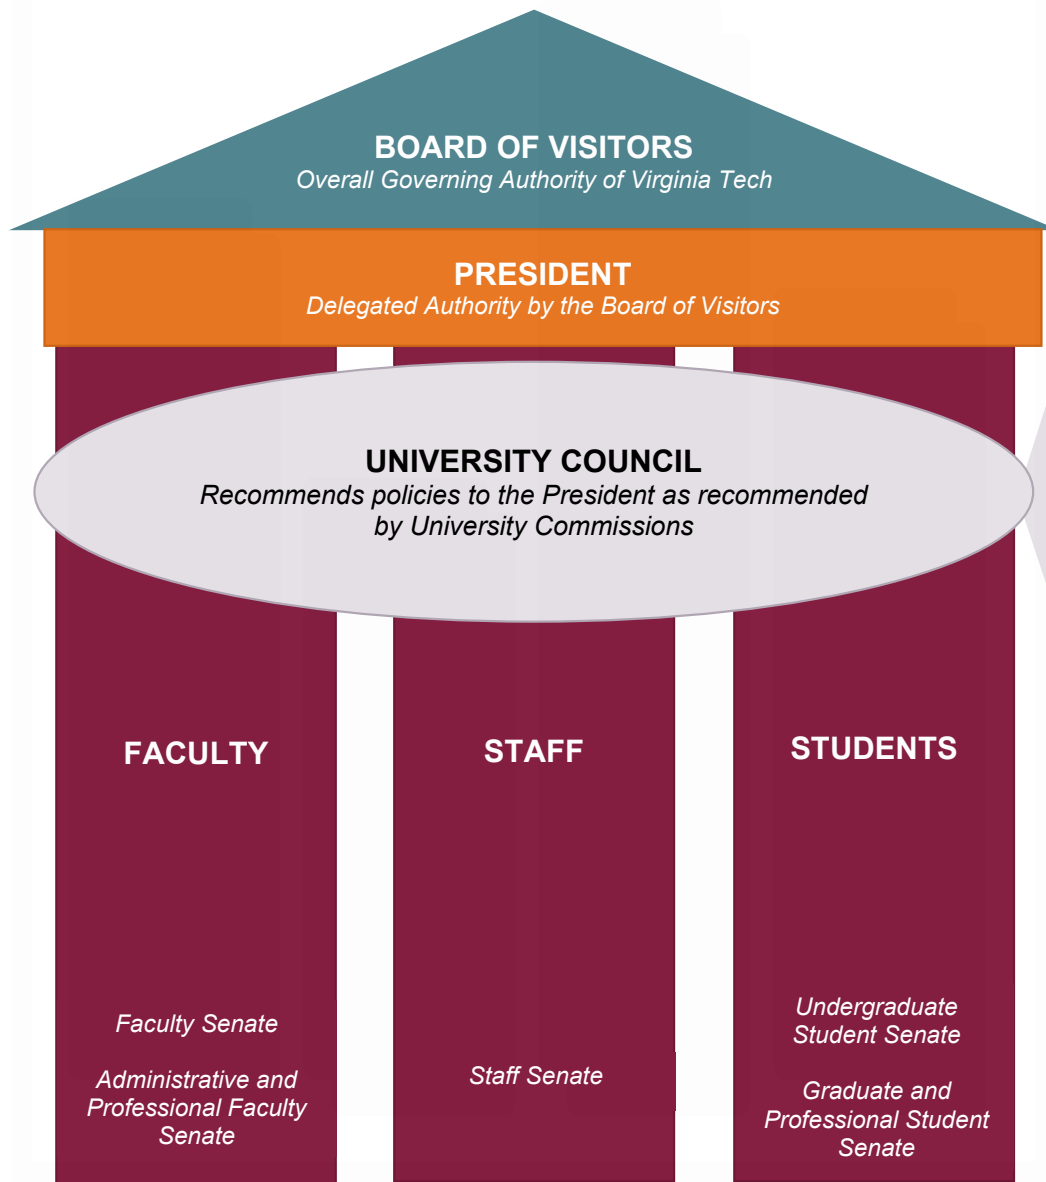 BOARD OF VISITORS
Overall Governing Authority of Virginia Tech
PRESIDENT
Delegated Authority by the Board of Visitors
UNIVERSITY COUNCIL
Recommends policies to the President as recommended
by University Commissions
FACULTY
Faculty Senate
Administrative and
Professional Faculty
Senate
STAFF
Staff Senate
STUDENTS
Undergraduate
Student Senate
Graduate and
Professional Student
Senate